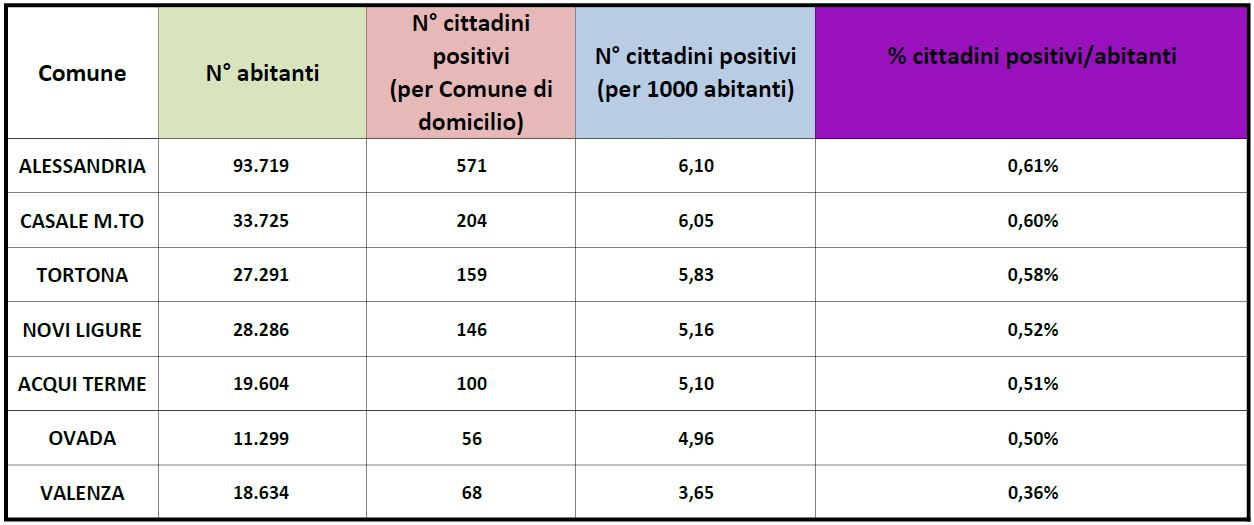 Comune
N° abitanti
N° cittadini
positivi
(per Comune di
domicilio)
N° cittadini positivi
(per 1000 abitanti)
% cittadini positivi/abitanti
ALESSANDRIA 93.719 571 6,10 0,61%
CASALE M.TO 33.725 204 6,05 0,60%
TORTONA 27.291 159 5,83 0,58%
NOVI LIGURE 28.286 146 5,16 0,52%
ACQUI TERME 19.604 100 5,10 0,51%
OVADA 11.299 56 4,96 0,50%
VALENZA 18.634 68 3,65 0,36%